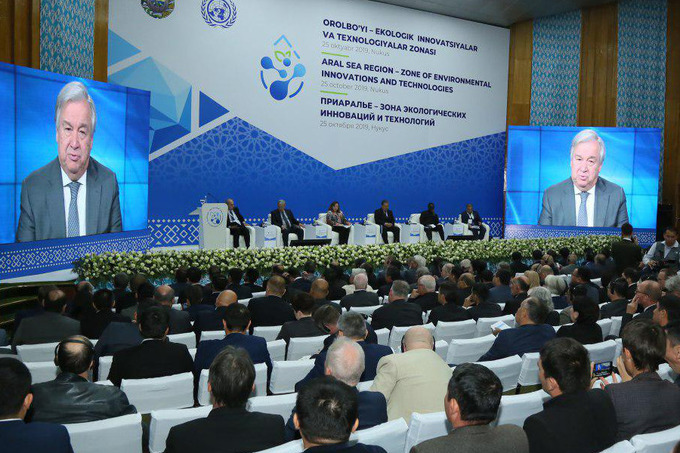 OROLBO'YI – EKOLOGIK INNOVATSIYALAR
VA TEXNOLOGIYALAR ZONASI
25 oktyabr 2019, Nukus
ARAL SEA REGION – ZONE OF ENVIRONMENTAL
INNOVATIONS AND TECHNOLOGIES
25 october 2019, Nukus
ПРИАРАЛЬЕ – ЗОНА ЭКОЛОГИЧЕСКИХ
ИННОВАЦИЙ И ТЕХНОЛОГИЙ
25 октября 2019, Нукус